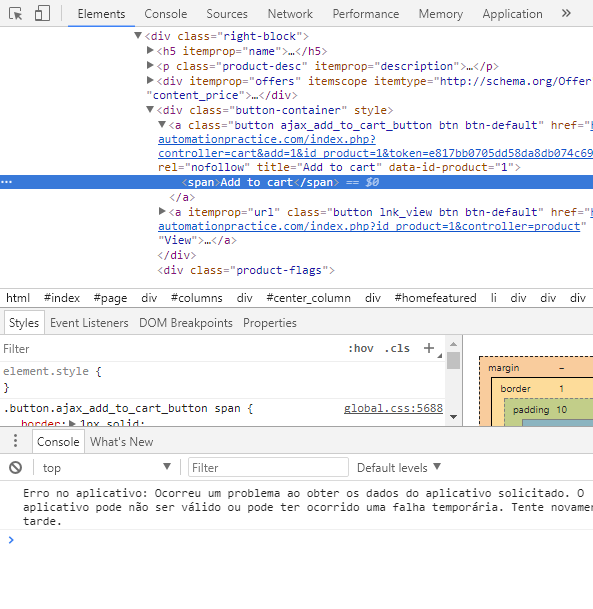 Elements Console Sources Network Performance Memory Application »
▼<div class="right-block">
▶<h5 itemprop="name">…</h5>
▶<p class="product-desc" itemprop="description">…</p>
▶<div itemprop="offers" itemscope itemtype="http://schema.org/Offer
"content_price">…</div>
▼<div class="button-container" style>
▼<a class="button ajax_add_to_cart_button btn btn-default" href="
automationpractice.com/index.php?
controller=cart&add=1&id_product=1&token=e817bb0705dd58da8db074c69
rel="nofollow" title="Add to cart" data-id-product="1">
… <span>Add to cart</span> == $0
</a>
▶<a itemprop="url" class="button lnk_view btn btn-default" href="
automationpractice.com/index.php?id_product=1&controller=product"
"View">…</a>
</div>
<div class="product-flags">
html #index #page div #columns div #center_column div #homefeatured li div div div
Styles Event Listeners DOM Breakpoints Properties
Filter :hov .cls +
element.style {
}
.button.ajax_add_to_cart_button span { global.css:5688
border:▶1px solid;
margin –
border 1
padding 10
Console What's New
top ▼ Filter Default levels ▼
Erro no aplicativo: Ocorreu um problema ao obter os dados do aplicativo solicitado. O
aplicativo pode não ser válido ou pode ter ocorrido uma falha temporária. Tente novame
tarde.
>